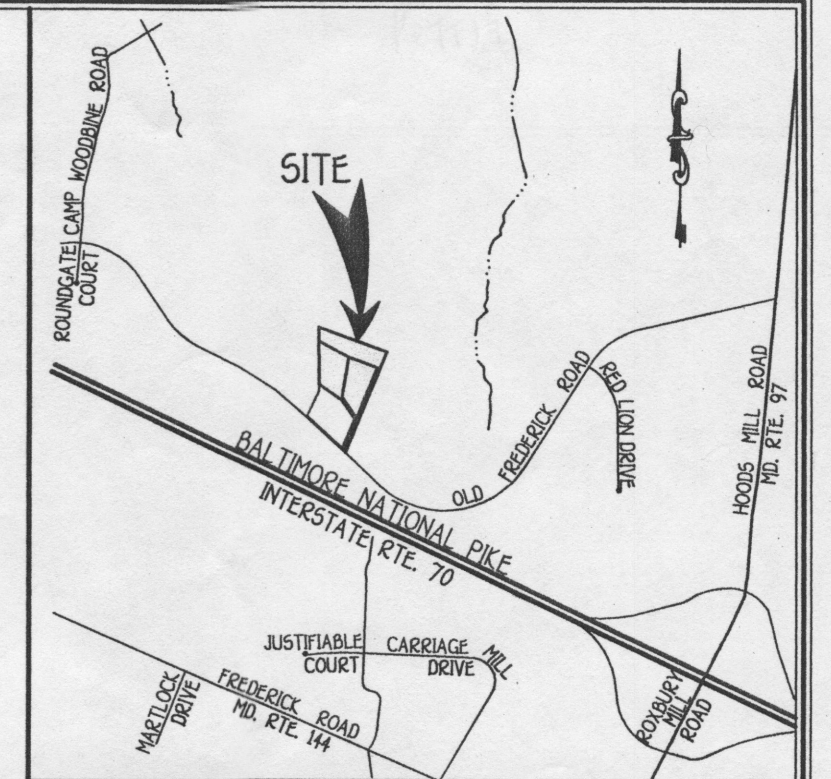 CAMP WOODBINE ROAD
ROUNDGATE
COURT
SITE
OLD FREDERICK ROAD
RED LION DRIVE
HOODS MILL ROAD
MD. RTE. 97
BALTIMORE NATIONAL PIKE
INTERSTATE RTE. 70
JUSTIFIABLE
COURT
CARRIAGE MILL
DRIVE
MARTLOCK
DRIVE
FREDERICK ROAD
MD. RTE. 144
ROXBURY
MILL
ROAD